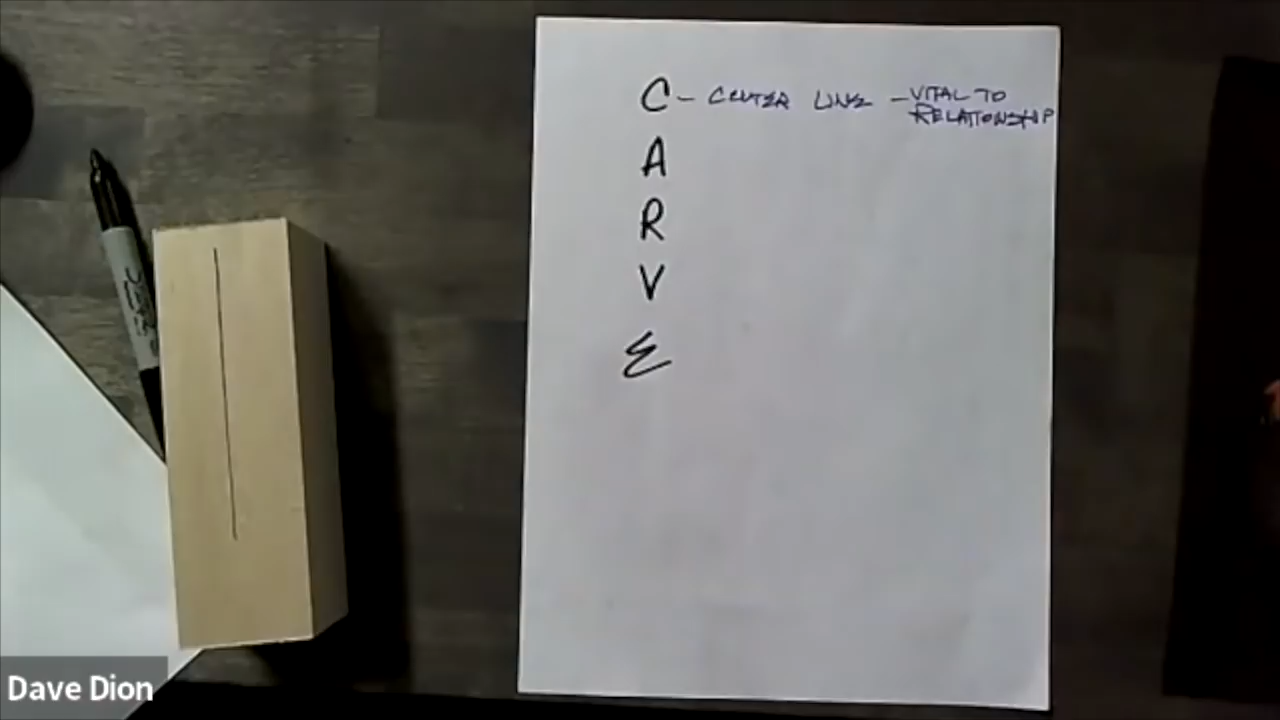 C – CENTER LINE – VITAL TO
RELATIONSHIP
A
R
V
E
Dave Dion